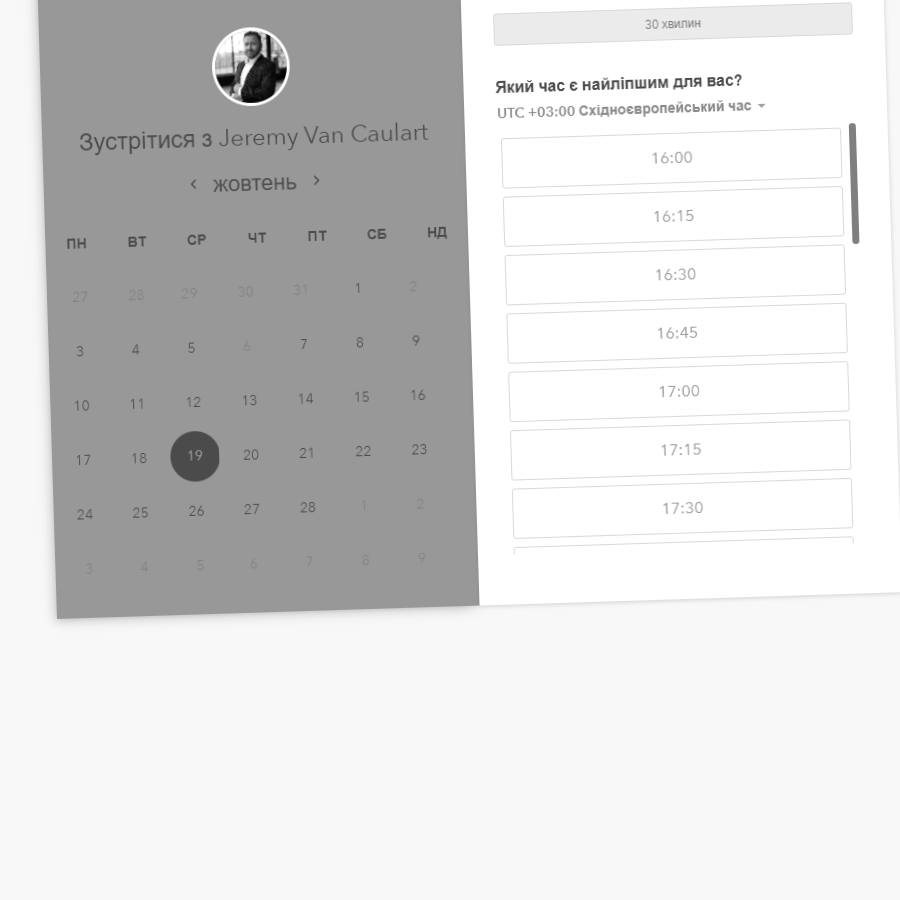 Зустрітися з Jeremy Van Caulart
жовтень
ПН ВТ СР ЧТ ПТ СБ НД
27 28 29 30 31 1 2
3 4 5 6 7 8 9
10 11 12 13 14 15 16
17 18 19 20 21 22 23
24 25 26 27 28 1 2
3 4 5 6 7 8 9
30 хвилин
Який час є найліпшим для вас?
UTC +03:00 Східноєвропейський час
16:00
16:15
16:30
16:45
17:00
17:15
17:30